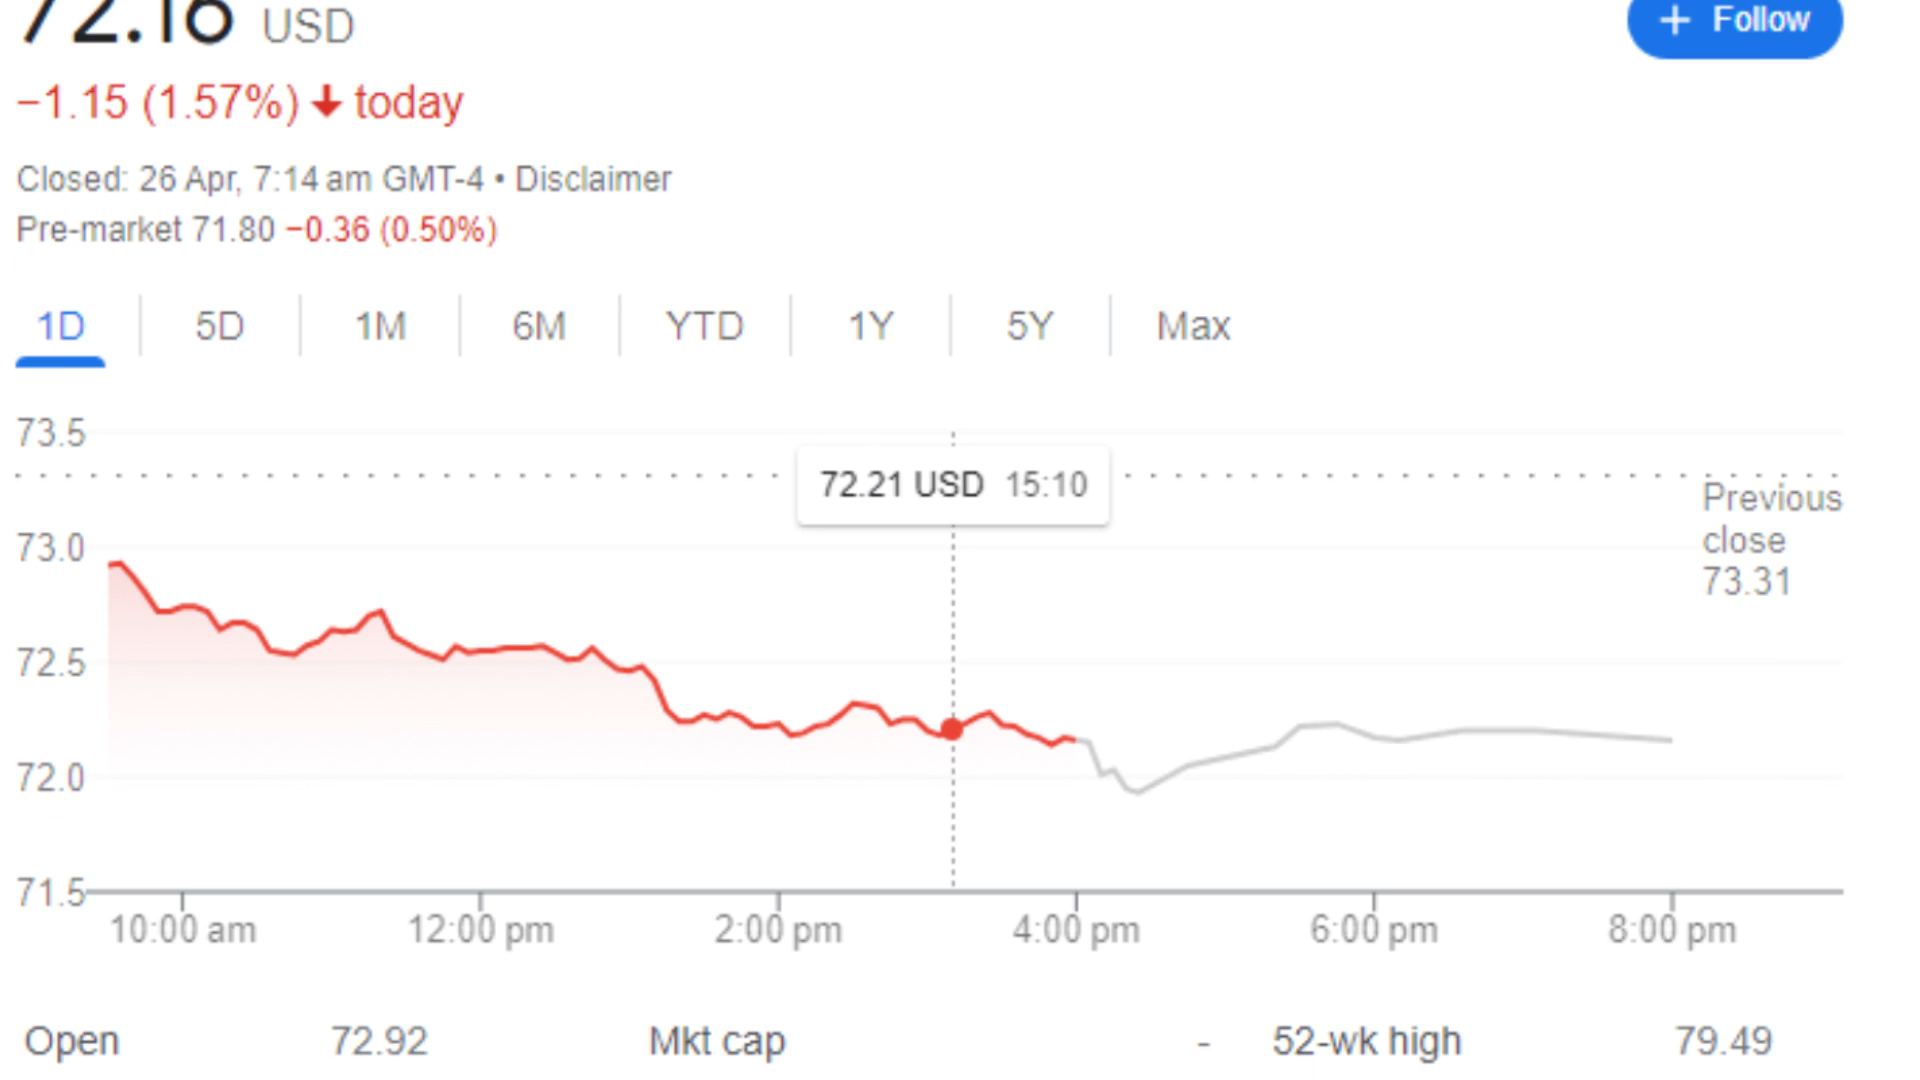 72.16 USD
+ Follow
−1.15 (1.57%) ↓ today
Closed: 26 Apr, 7:14 am GMT-4 • Disclaimer
Pre-market 71.80 −0.36 (0.50%)
1D 5D 1M 6M YTD 1Y 5Y Max
73.5
72.21 USD 15:10
Previous
close
73.31
73.0
72.5
72.0
71.5
10:00 am 12:00 pm 2:00 pm 4:00 pm 6:00 pm 8:00 pm
Open 72.92 Mkt cap - 52-wk high 79.49